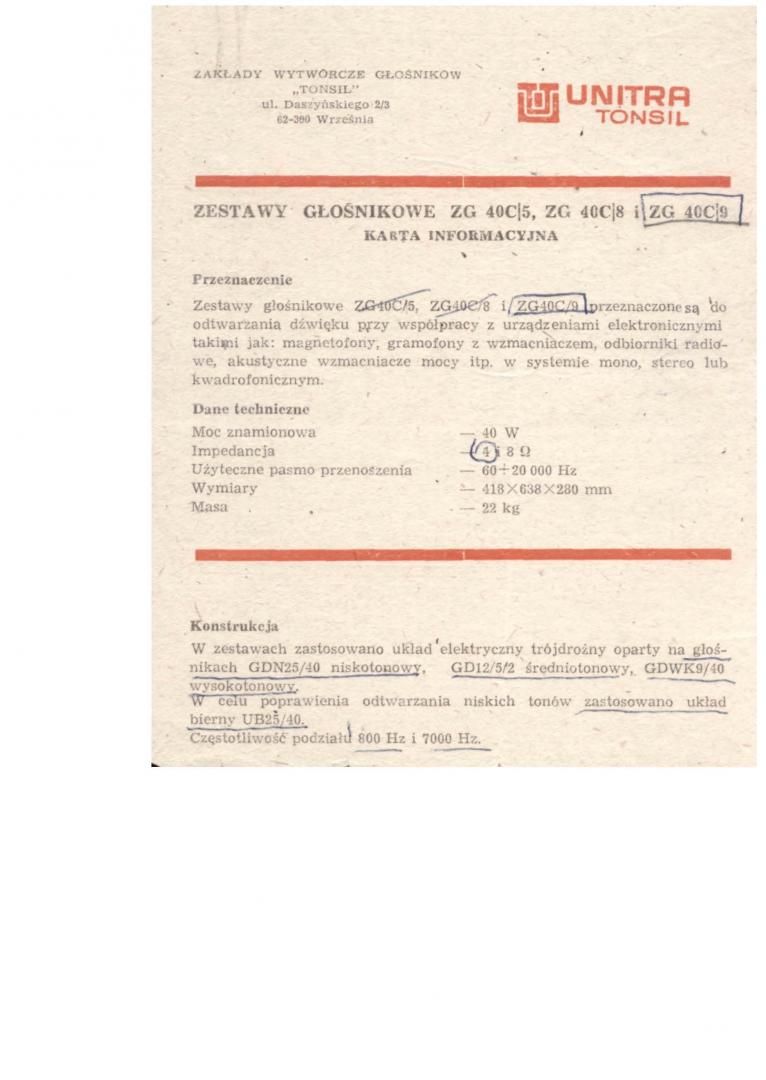 ZAKŁADY WYTWÓRCZE GŁOŚNIKÓW
„TONSIL”
ul. Daszyńskiego 2/3
62-300 Września
UNITRA
TONSIL
ZESTAWY GŁOŚNIKOWE ZG 40C|5, ZG 40C|8 i ZG 40C|9
KARTA INFORMACYJNA
Przeznaczenie
Zestawy głośnikowe ZG40C/5, ZG40C/8 i ZG40C/9 przeznaczone są do
odtwarzania dźwięku przy współpracy z urządzeniami elektronicznymi
takimi jak: magnetofony, gramofony z wzmacniaczem, odbiorniki radio-
we, akustyczne wzmacniacze mocy itp. w systemie mono, stereo lub
kwadrofonicznym.
Dane techniczne
Moc znamionowa — 40 W
Impedancja — 4 i 8 Ω
Użyteczne pasmo przenoszenia — 60÷20 000 Hz
Wymiary — 418×638×280 mm
Masa — 22 kg
Konstrukcja
W zestawach zastosowano układ elektryczny trójdrożny oparty na głoś-
nikach GDN25/40 niskotonowy, GD12/5/2 średniotonowy, GDWK9/40
wysokotonowy.
W celu poprawienia odtwarzania niskich tonów zastosowano układ
bierny UB25/40.
Częstotliwość podziału 800 Hz i 7000 Hz.